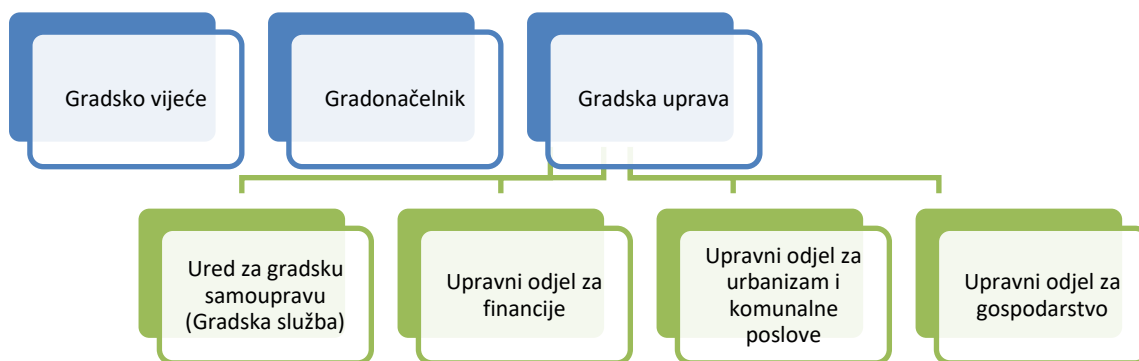 Gradsko vijeće
Gradonačelnik
Gradska uprava
Ured za gradsku
samoupravu
(Gradska služba)
Upravni odjel za
financije
Upravni odjel za
urbanizam i
komunalne
poslove
Upravni odjel za
gospodarstvo